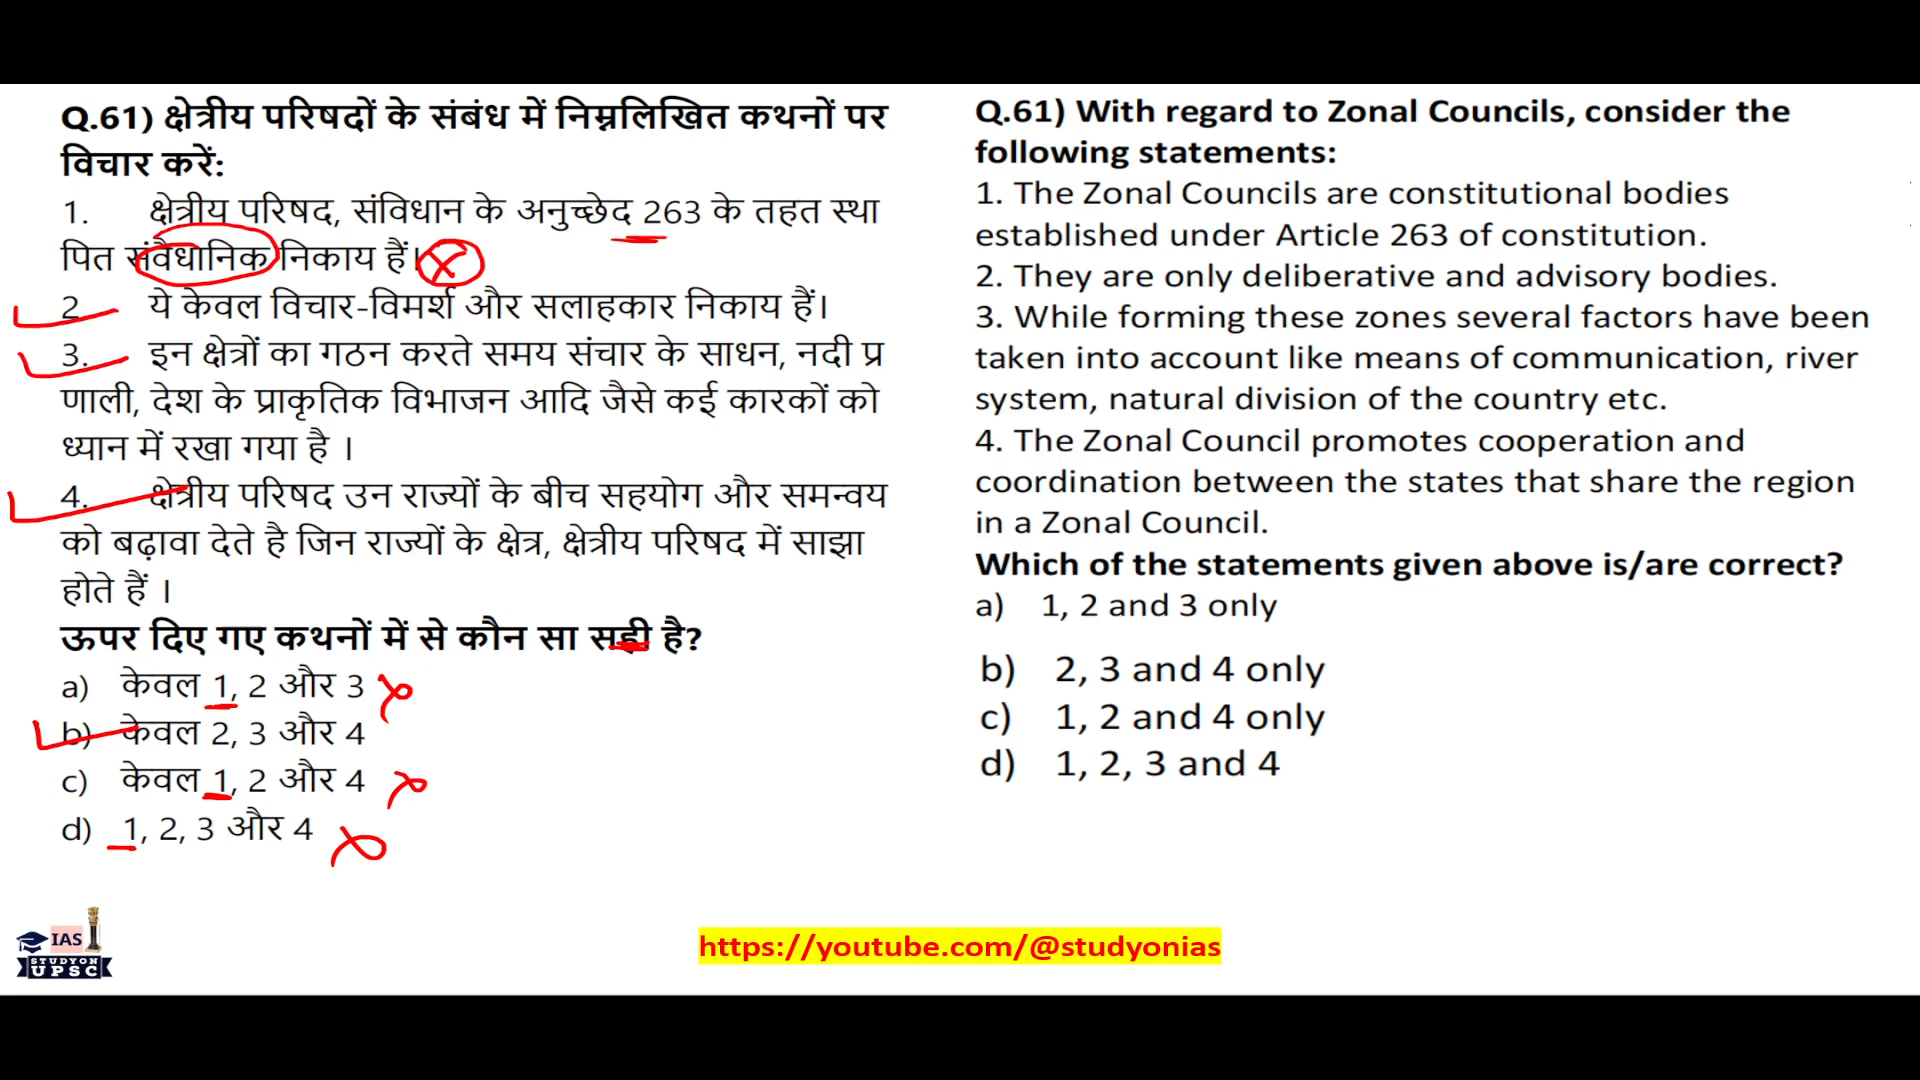 Q.61) क्षेत्रीय परिषदों के संबंध में निम्नलिखित कथनों पर
विचार करें:
1. क्षेत्रीय परिषद, संविधान के अनुच्छेद 263 के तहत स्था
पित संवैधानिक निकाय हैं।
2. ये केवल विचार-विमर्श और सलाहकार निकाय हैं।
3. इन क्षेत्रों का गठन करते समय संचार के साधन, नदी प्र
णाली, देश के प्राकृतिक विभाजन आदि जैसे कई कारकों को
ध्यान में रखा गया है ।
4. क्षेत्रीय परिषद उन राज्यों के बीच सहयोग और समन्वय
को बढ़ावा देते है जिन राज्यों के क्षेत्र, क्षेत्रीय परिषद में साझा
होते हैं ।
ऊपर दिए गए कथनों में से कौन सा सही है?
a) केवल 1, 2 और 3
b) केवल 2, 3 और 4
c) केवल 1, 2 और 4
d) 1, 2, 3 और 4
Q.61) With regard to Zonal Councils, consider the
following statements:
1. The Zonal Councils are constitutional bodies
established under Article 263 of constitution.
2. They are only deliberative and advisory bodies.
3. While forming these zones several factors have been
taken into account like means of communication, river
system, natural division of the country etc.
4. The Zonal Council promotes cooperation and
coordination between the states that share the region
in a Zonal Council.
Which of the statements given above is/are correct?
a) 1, 2 and 3 only
b) 2, 3 and 4 only
c) 1, 2 and 4 only
d) 1, 2, 3 and 4
IAS
STUDYON
UPSC
https://youtube.com/@studyonias